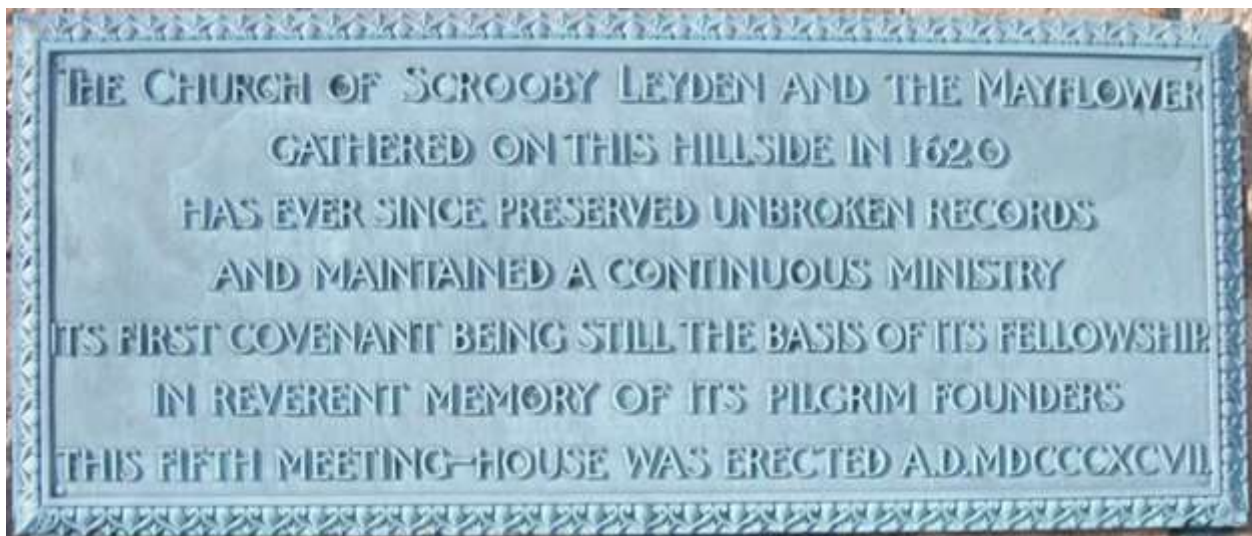 THE CHURCH OF SCROOBY LEYDEN AND THE MAYFLOWER
GATHERED ON THIS HILLSIDE IN 1620
HAS EVER SINCE PRESERVED UNBROKEN RECORDS
AND MAINTAINED A CONTINUOUS MINISTRY
ITS FIRST COVENANT BEING STILL THE BASIS OF ITS FELLOWSHIP.
IN REVERENT MEMORY OF ITS PILGRIM FOUNDERS
THIS FIFTH MEETING-HOUSE WAS ERECTED A.D.MDCCCXCVII.